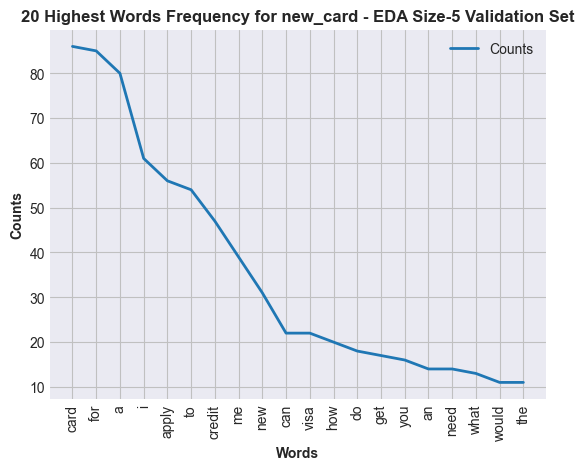 20 Highest Words Frequency for new_card - EDA Size-5 Validation Set
Counts
80
70
60
50
40
30
20
10
Counts
card
for
a
i
apply
to
credit
me
new
can
visa
how
do
get
you
an
need
what
would
the
Words